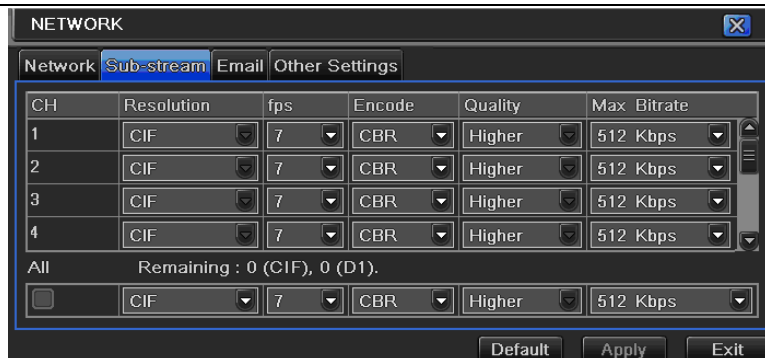 NETWORK
Network Sub-stream Email Other Settings
CH Resolution fps Encode Quality Max Bitrate
1 CIF 7 CBR Higher 512 Kbps
2 CIF 7 CBR Higher 512 Kbps
3 CIF 7 CBR Higher 512 Kbps
4 CIF 7 CBR Higher 512 Kbps
All Remaining : 0 (CIF), 0 (D1).
CIF 7 CBR Higher 512 Kbps
Default Apply Exit